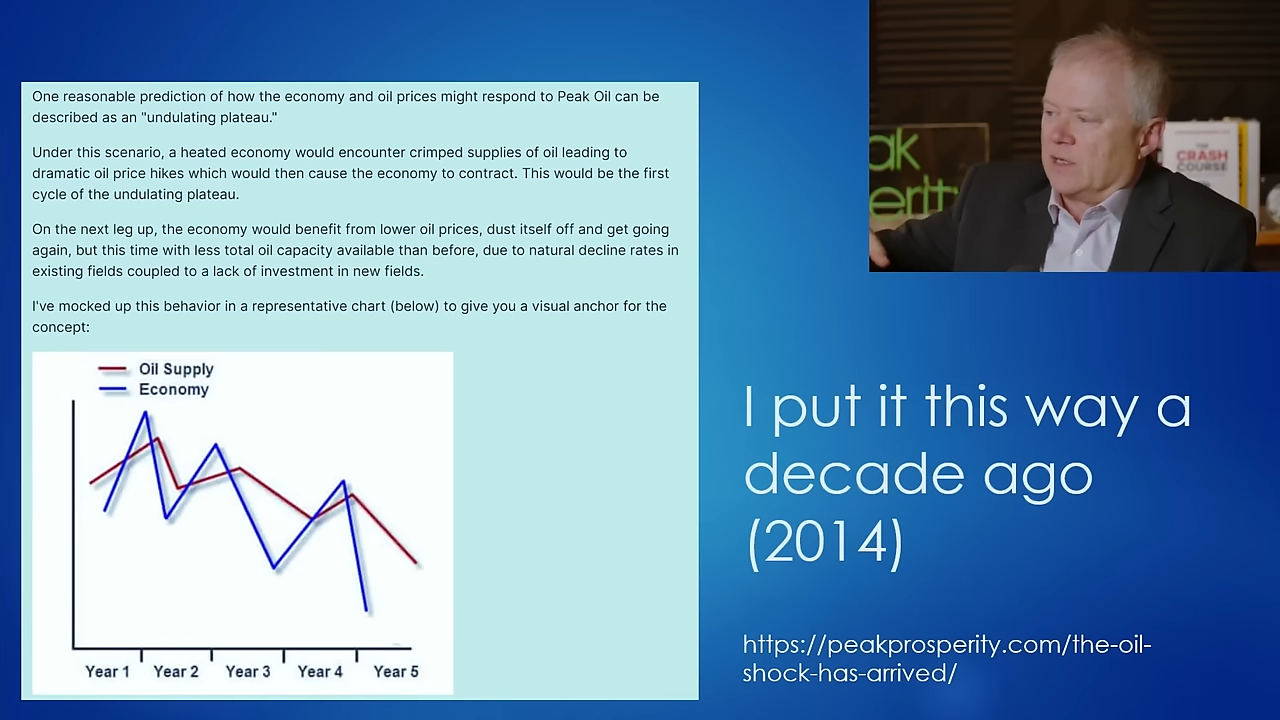 One reasonable prediction of how the economy and oil prices might respond to Peak Oil can be
described as an "undulating plateau."
Under this scenario, a heated economy would encounter crimped supplies of oil leading to
dramatic oil price hikes which would then cause the economy to contract. This would be the first
cycle of the undulating plateau.
On the next leg up, the economy would benefit from lower oil prices, dust itself off and get going
again, but this time with less total oil capacity available than before, due to natural decline rates in
existing fields coupled to a lack of investment in new fields.
I've mocked up this behavior in a representative chart (below) to give you a visual anchor for the
concept:
Oil Supply
Economy
Year 1 Year 2 Year 3 Year 4 Year 5
ak
erity
THE
CRASH
COURSE
I put it this way a
decade ago
(2014)
https://peakprosperity.com/the-oil-
shock-has-arrived/